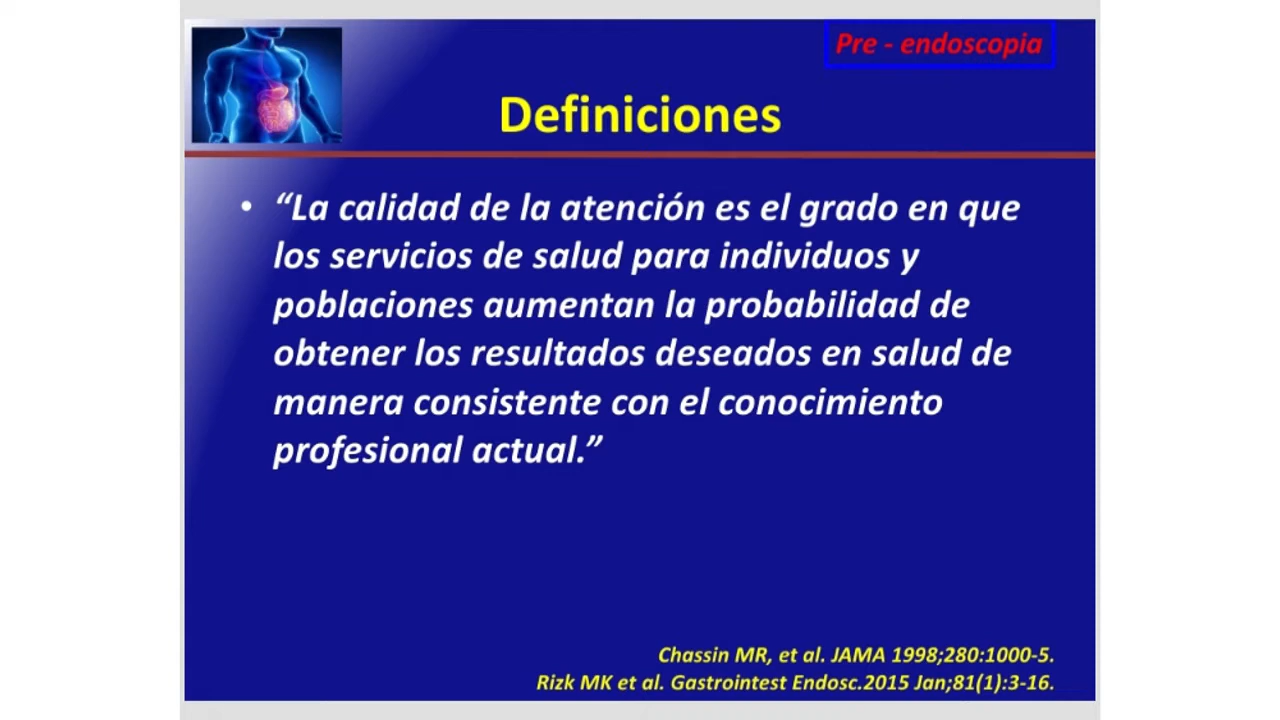 Pre - endoscopia
Definiciones
• “La calidad de la atención es el grado en que
los servicios de salud para individuos y
poblaciones aumentan la probabilidad de
obtener los resultados deseados en salud de
manera consistente con el conocimiento
profesional actual.”
Chassin MR, et al. JAMA 1998;280:1000-5.
Rizk MK et al. Gastrointest Endosc.2015 Jan;81(1):3-16.